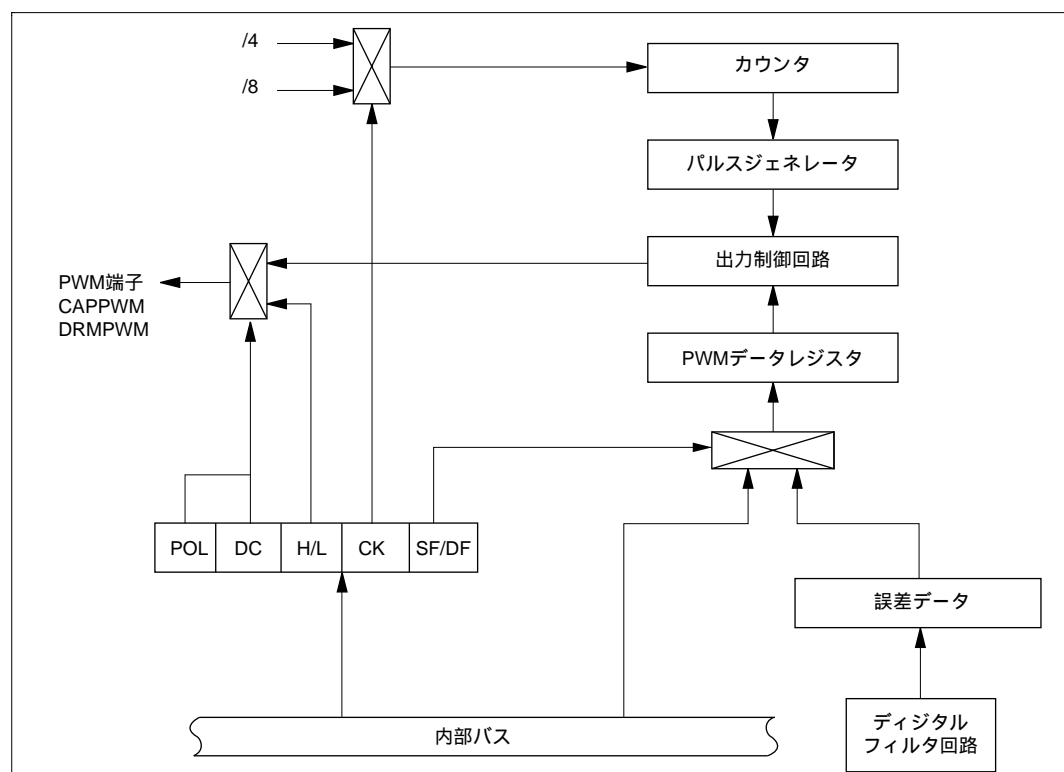 /4
カウンタ
/8
パルスジェネレータ
出力制御回路
PWM端子
CAPPWM
DRMPWM
PWMデータレジスタ
POL
DC
H/L
CK
SF/DF
誤差データ
内部バス
ディジタル
フィルタ回路